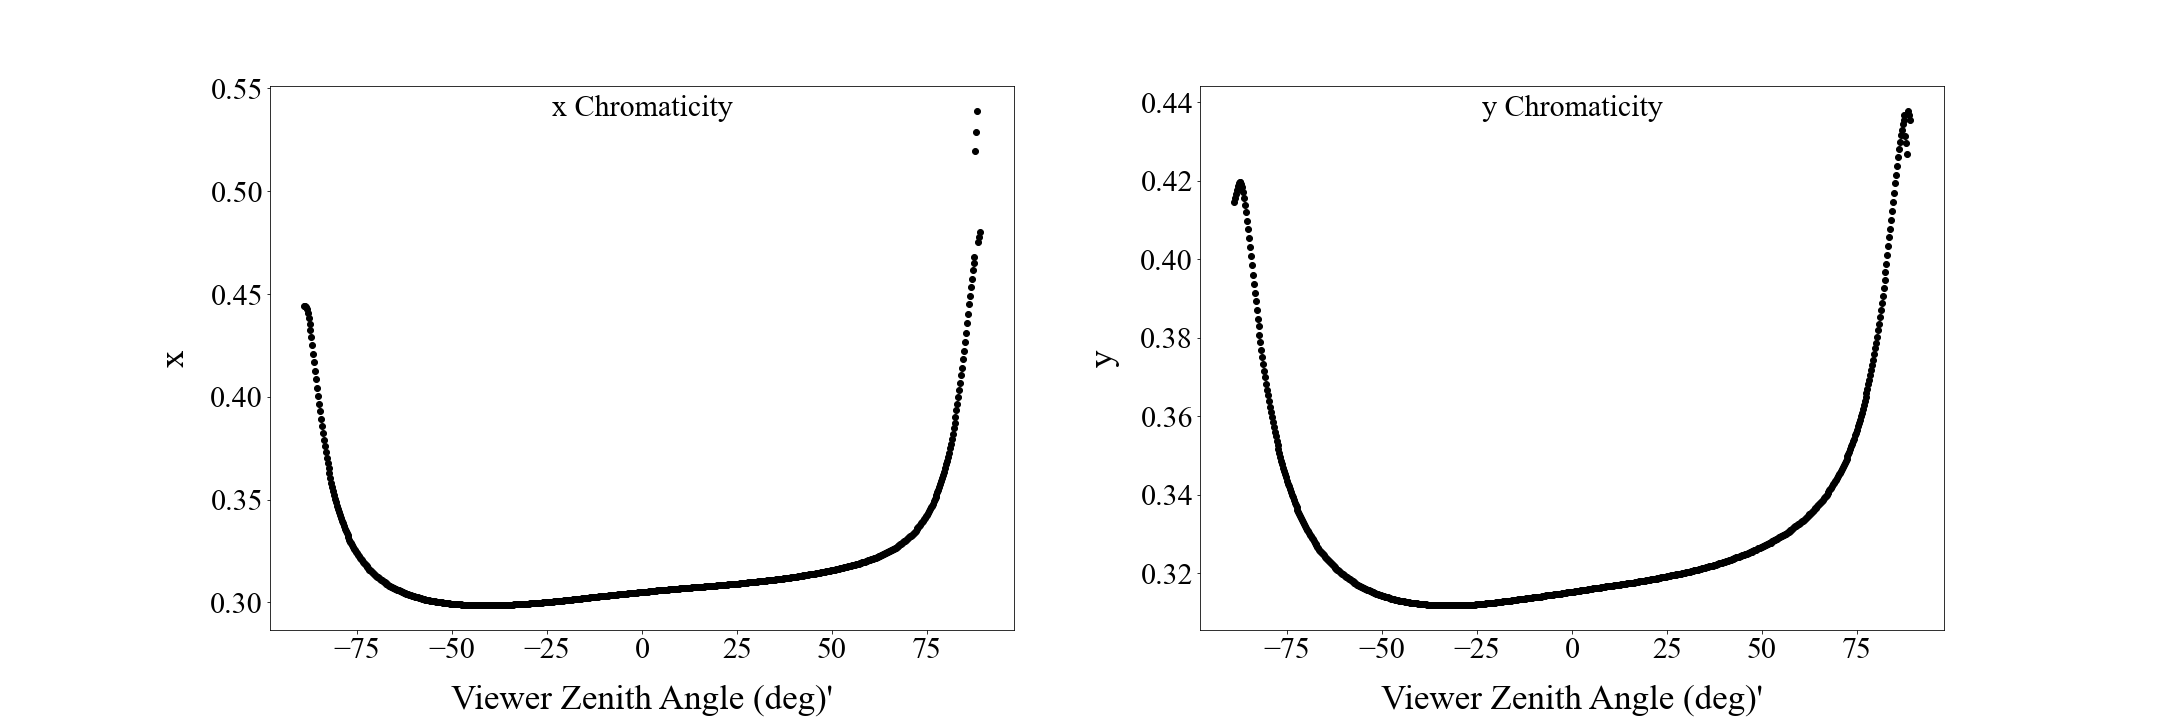 x Chromaticity
0.55
0.50
0.45
0.40
0.35
0.30
x
−75 −50 −25 0 25 50 75
Viewer Zenith Angle (deg)'
y Chromaticity
0.44
0.42
0.40
0.38
0.36
0.34
0.32
y
−75 −50 −25 0 25 50 75
Viewer Zenith Angle (deg)'